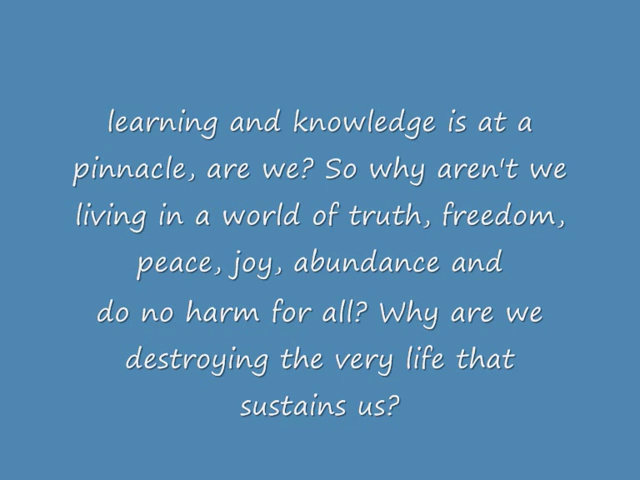 learning and knowledge is at a
pinnacle, are we? So why aren't we
living in a world of truth, freedom,
peace, joy, abundance and
do no harm for all? Why are we
destroying the very life that
sustains us?